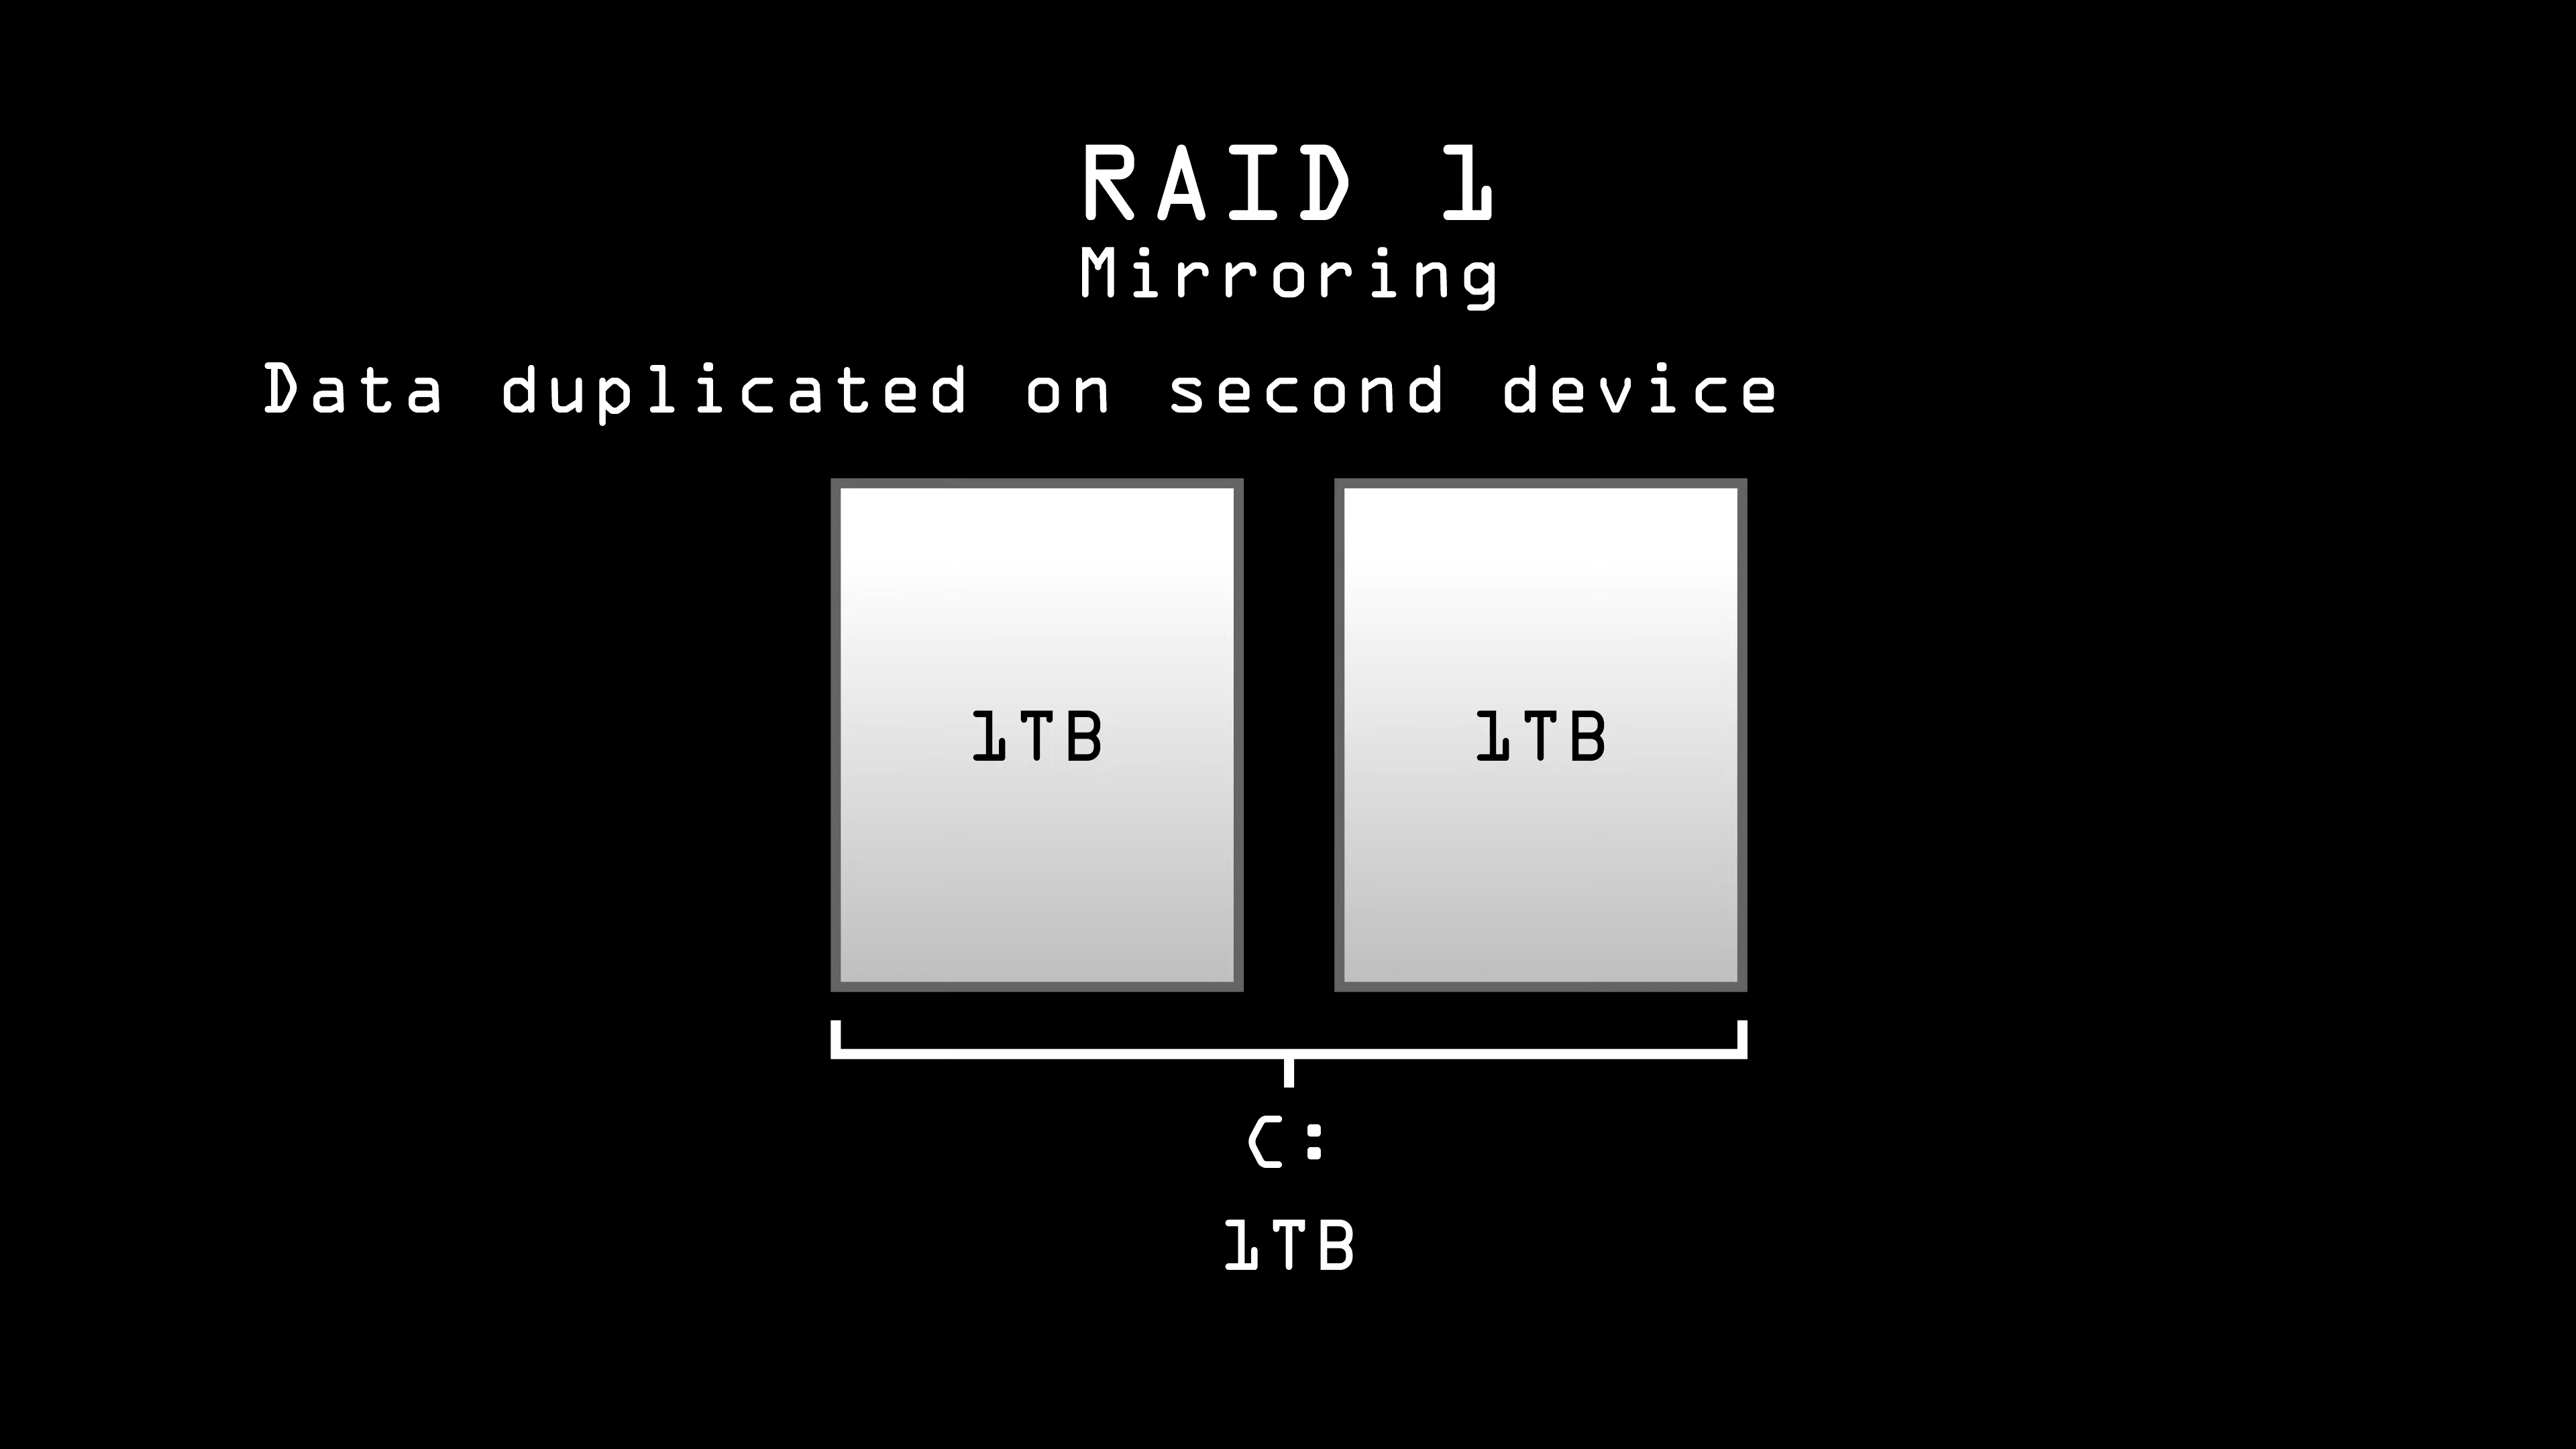 RAID 1
Mirroring
Data duplicated on second device
1TB 1TB
C:
1TB